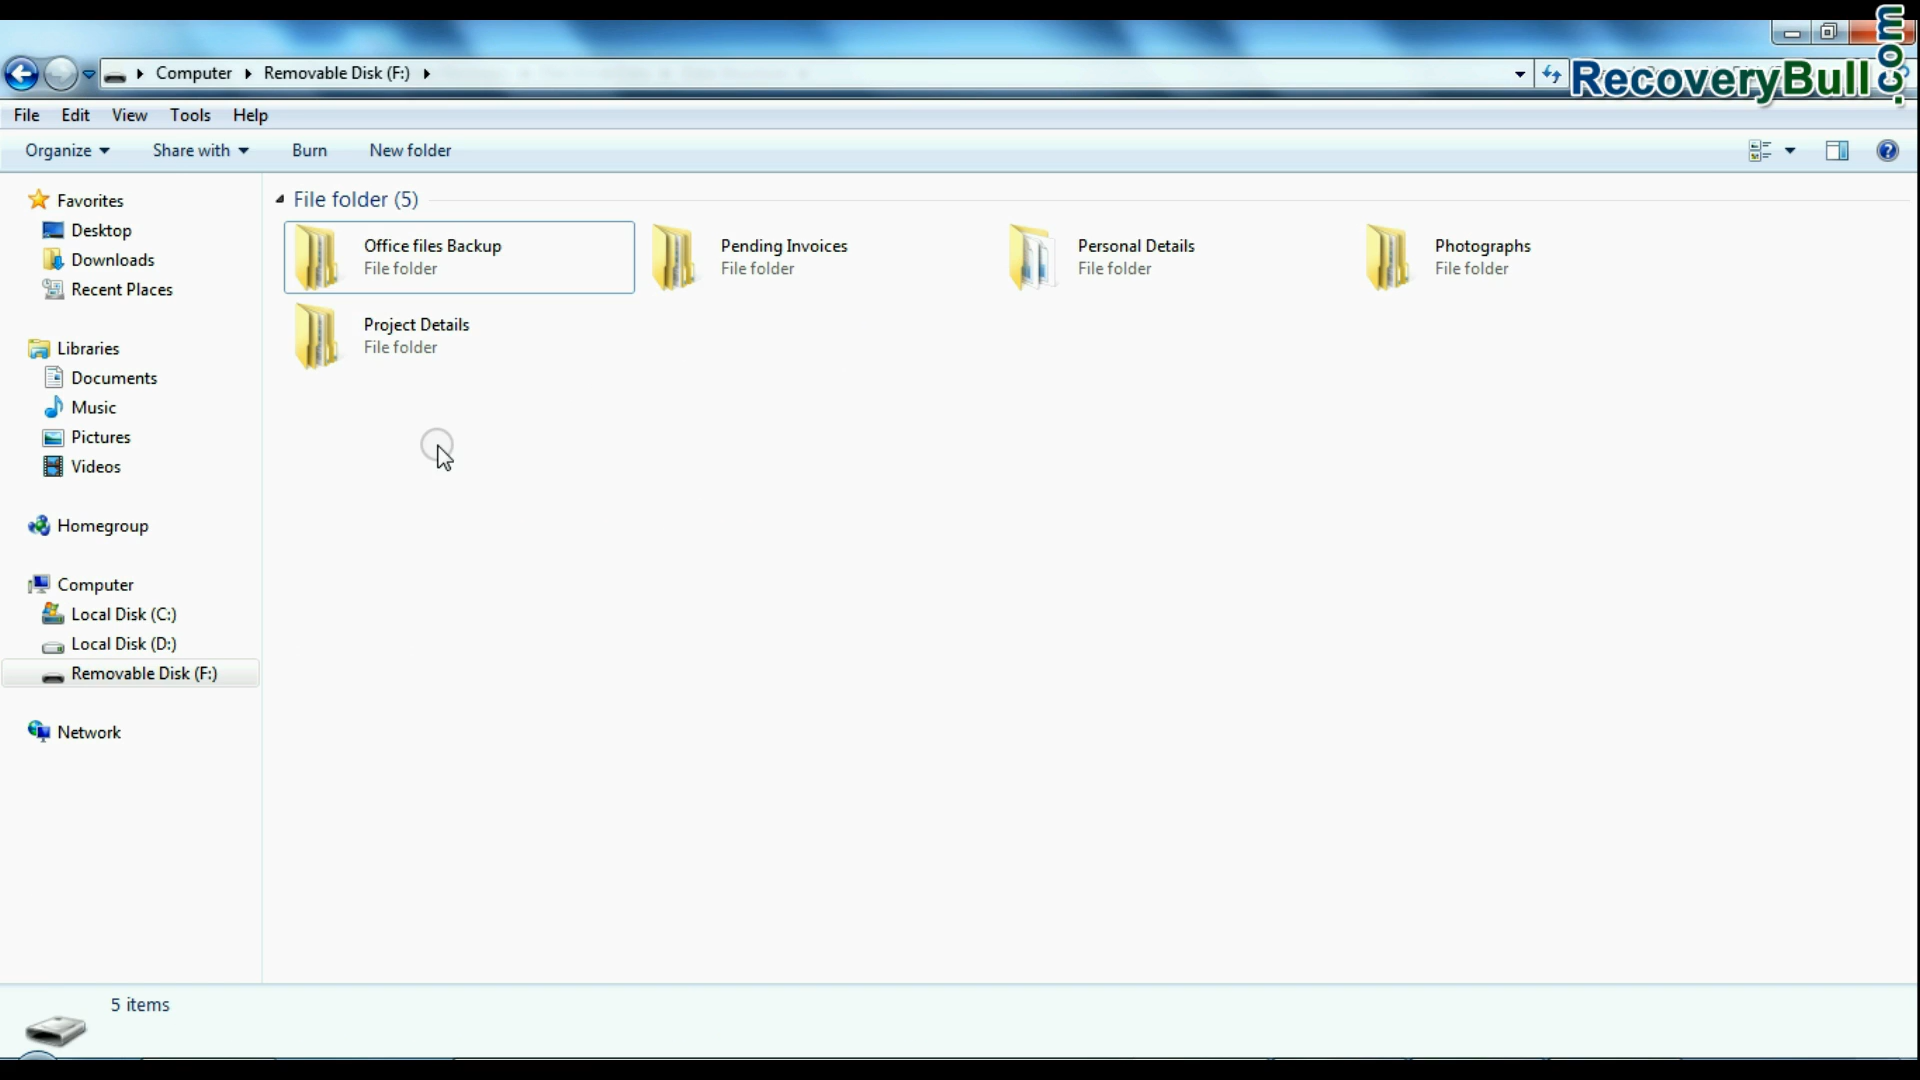 RecoveryBull.com
Computer Removable Disk (F:)
File Edit View Tools Help
Organize Share with Burn New folder
Favorites
Desktop
Downloads
Recent Places
Libraries
Documents
Music
Pictures
Videos
Homegroup
Computer
Local Disk (C:)
Local Disk (D:)
Removable Disk (F:)
Network
File folder (5)
Office files Backup
File folder
Pending Invoices
File folder
Personal Details
File folder
Photographs
File folder
Project Details
File folder
5 items